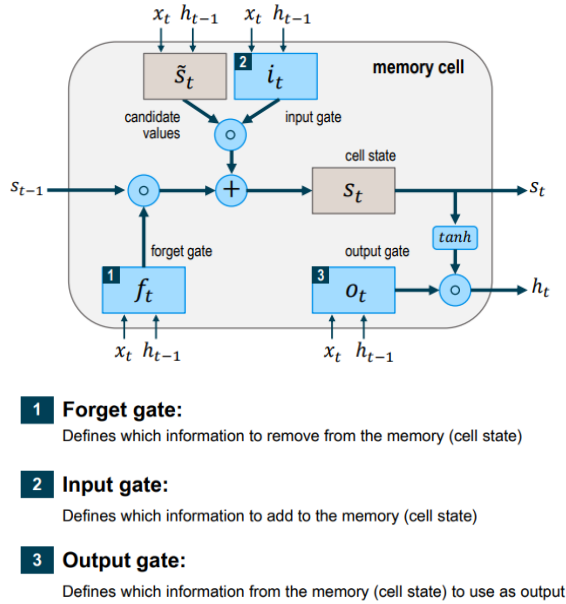 x_t h_{t−1} x_t h_{t−1}
s̃_t 2 i_t memory cell
candidate values
input gate
∘
cell state
s_{t−1} ∘ + s_t s_t
tanh
forget gate output gate
1 f_t 3 o_t ∘ h_t
x_t h_{t−1} x_t h_{t−1}
1 Forget gate:
Defines which information to remove from the memory (cell state)
2 Input gate:
Defines which information to add to the memory (cell state)
3 Output gate:
Defines which information from the memory (cell state) to use as output